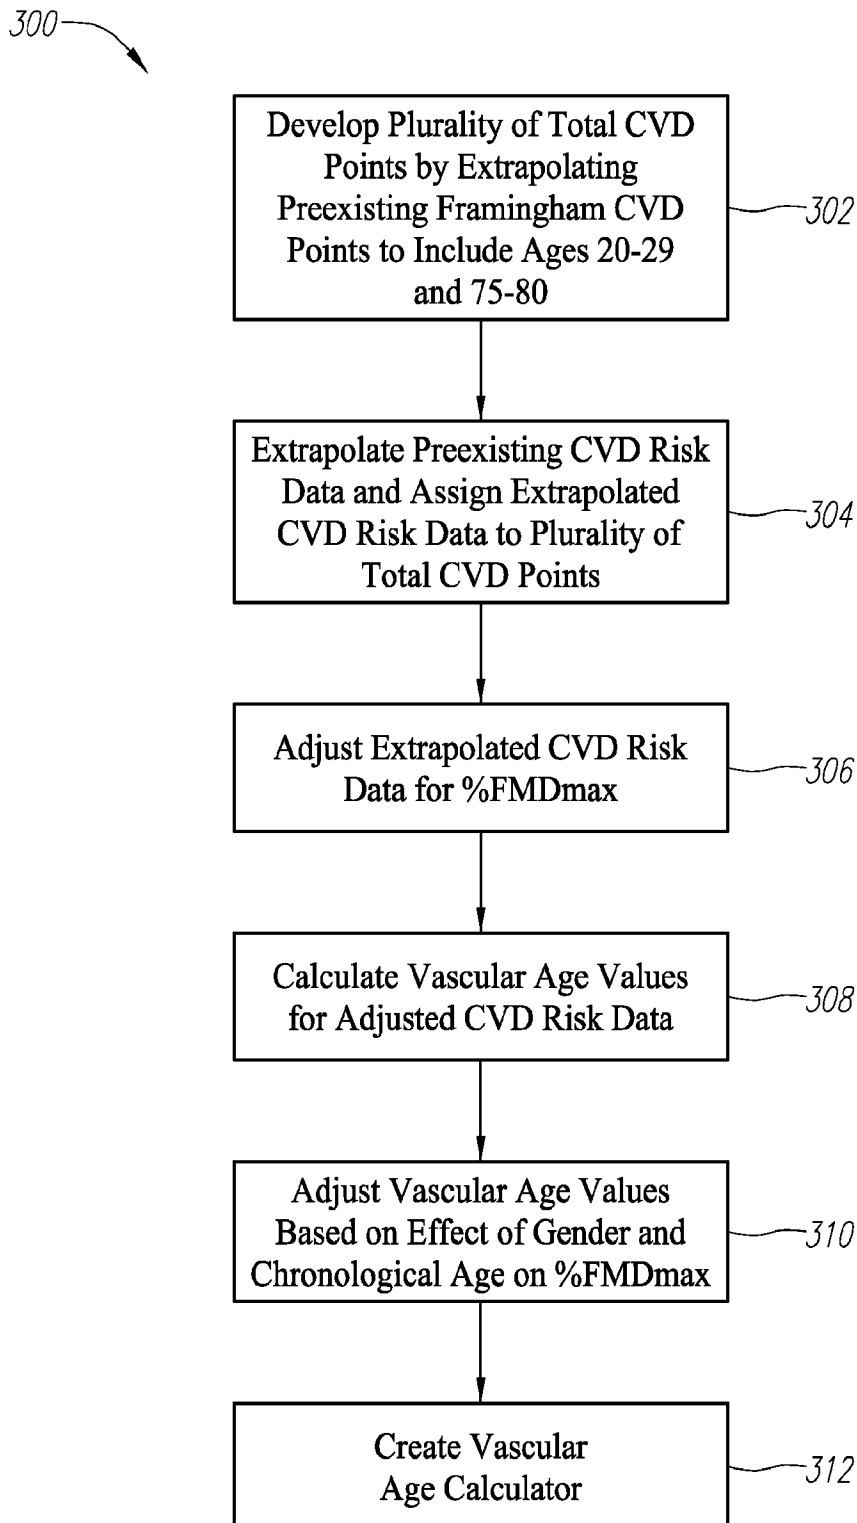 300
Develop Plurality of Total CVD
Points by Extrapolating
Preexisting Framingham CVD
Points to Include Ages 20-29
and 75-80
302
Extrapolate Preexisting CVD Risk
Data and Assign Extrapolated
CVD Risk Data to Plurality of
Total CVD Points
304
Adjust Extrapolated CVD Risk
Data for %FMDmax
306
Calculate Vascular Age Values
for Adjusted CVD Risk Data
308
Adjust Vascular Age Values
Based on Effect of Gender and
Chronological Age on %FMDmax
310
Create Vascular
Age Calculator
312